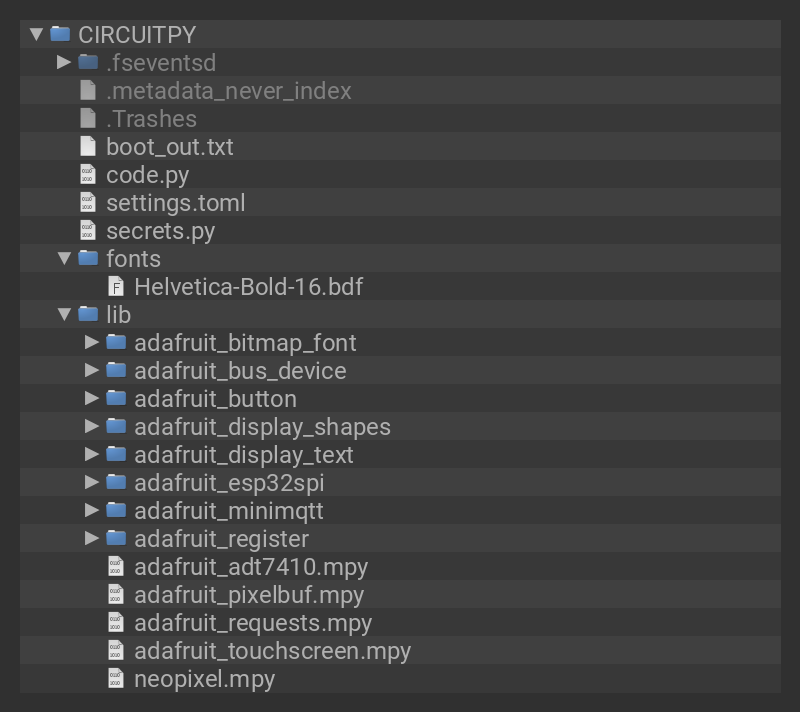 CIRCUITPY
.fseventsd
.metadata_never_index
.Trashes
boot_out.txt
code.py
settings.toml
secrets.py
fonts
Helvetica-Bold-16.bdf
lib
adafruit_bitmap_font
adafruit_bus_device
adafruit_button
adafruit_display_shapes
adafruit_display_text
adafruit_esp32spi
adafruit_minimqtt
adafruit_register
adafruit_adt7410.mpy
adafruit_pixelbuf.mpy
adafruit_requests.mpy
adafruit_touchscreen.mpy
neopixel.mpy